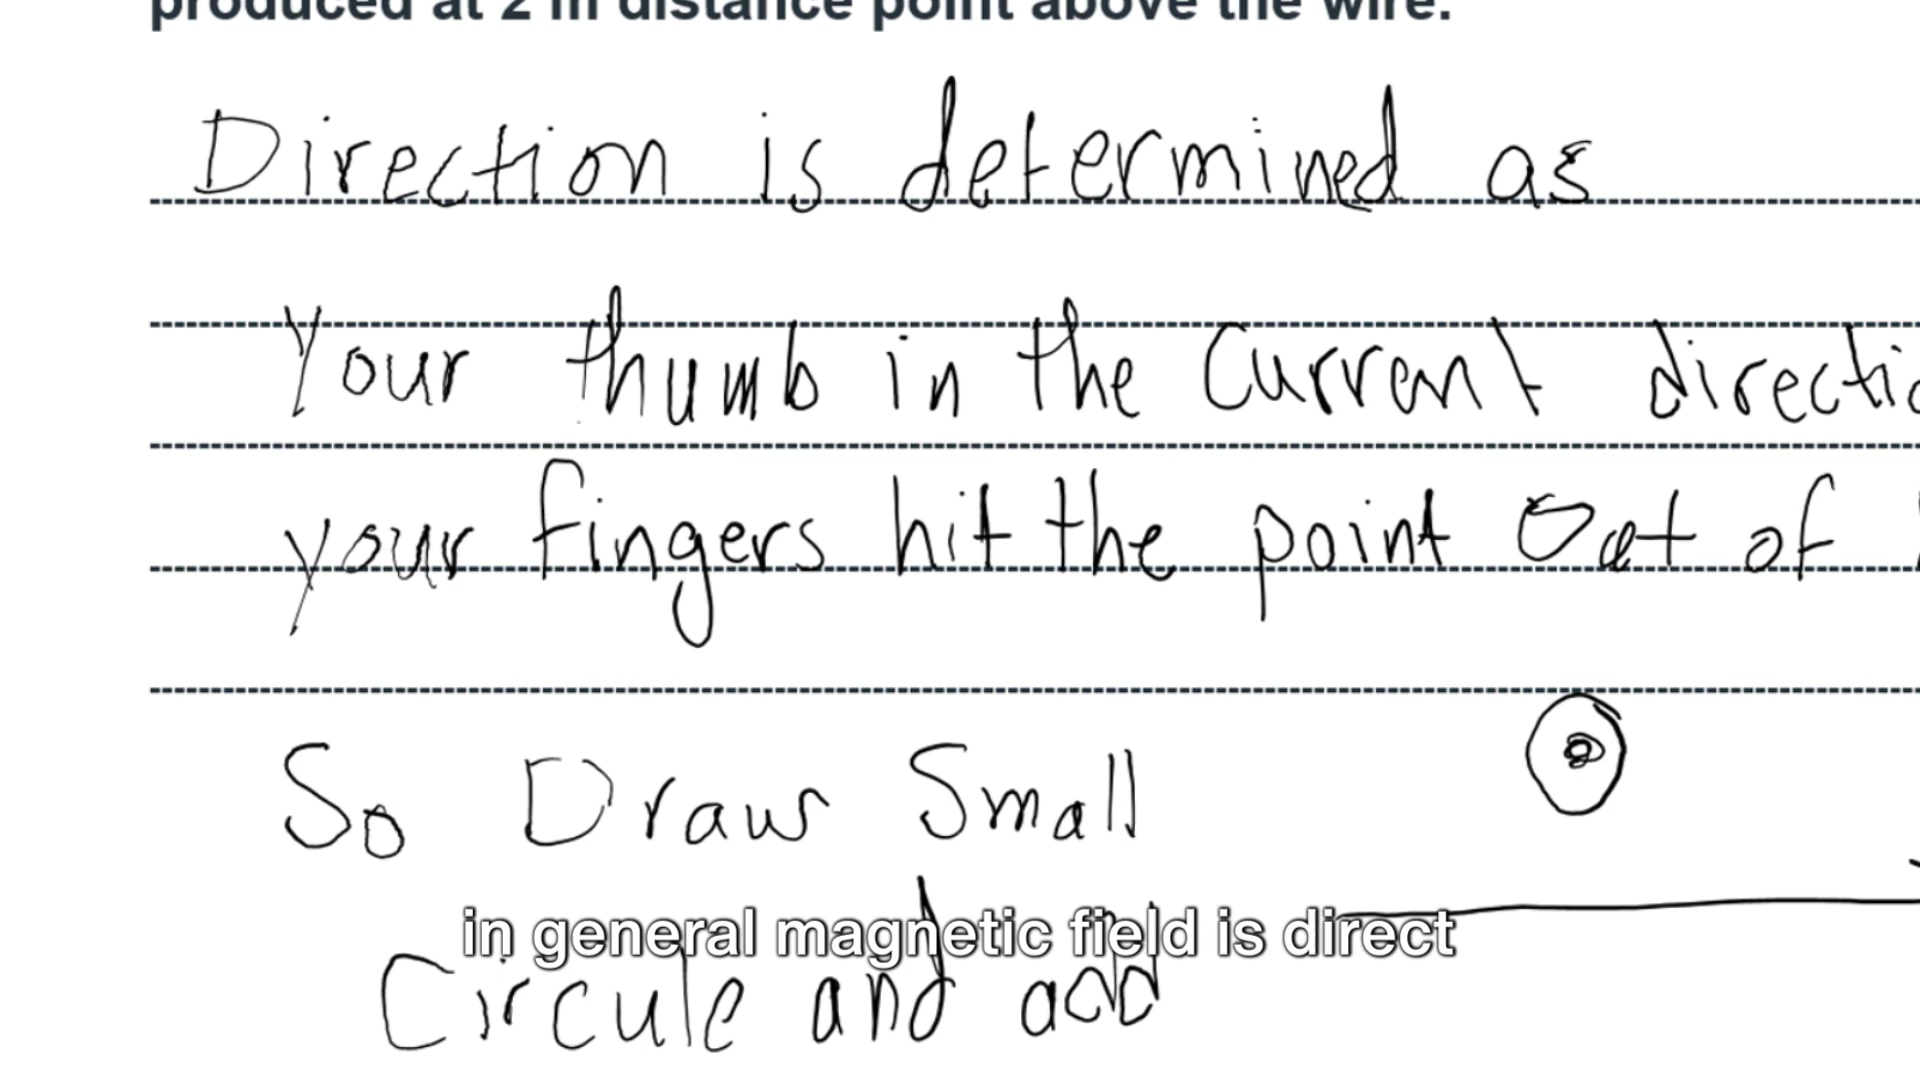 produced at 2 m distance point above the wire.
Direction is determined as
Your thumb in the Current directio
your fingers hit the point Out of
So Draw Small
in general magnetic field is direct
Circule and add